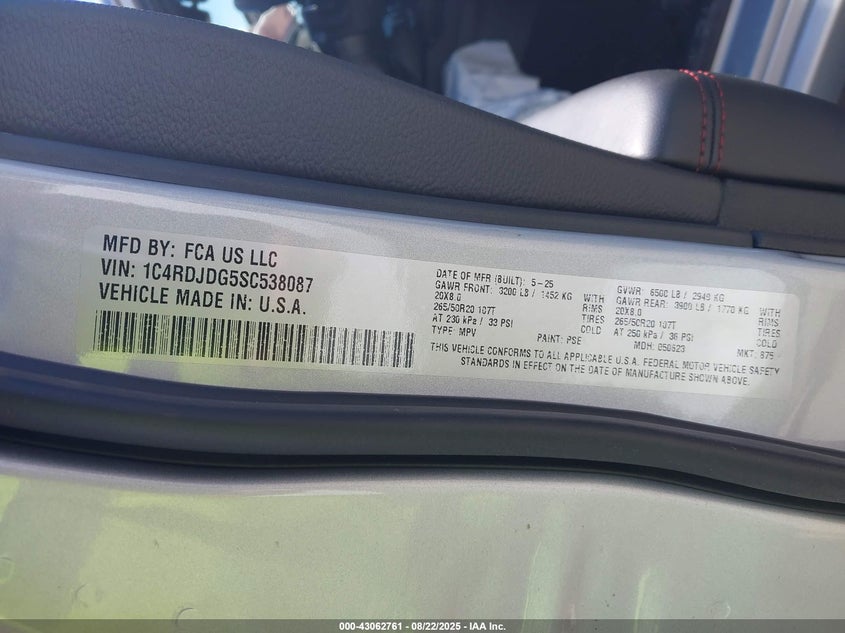 MFD BY: FCA US LLC
VIN: 1C4RDJDG5SC538087
VEHICLE MADE IN: U.S.A.
DATE OF MFR (BUILT): 5-25
GAWR FRONT: 3200 LB / 1452 KG WITH
20X8.0 RIMS
265/50R20 107T TIRES
AT 230 kPa / 33 PSI COLD
TYPE: MPV PAINT: PSE
GVWR: 6500 LB / 2949 KG
GAWR REAR: 3900 LB / 1770 KG WITH
20X8.0 RIMS
265/50R20 107T TIRES
AT 250 kPa / 36 PSI COLD
MDH: 050623 MKT: 875
THIS VEHICLE CONFORMS TO ALL APPLICABLE U.S.A. FEDERAL MOTOR VEHICLE SAFETY
STANDARDS IN EFFECT ON THE DATE OF MANUFACTURE SHOWN ABOVE.
000-43062761 - 08/22/2025 - IAA Inc.